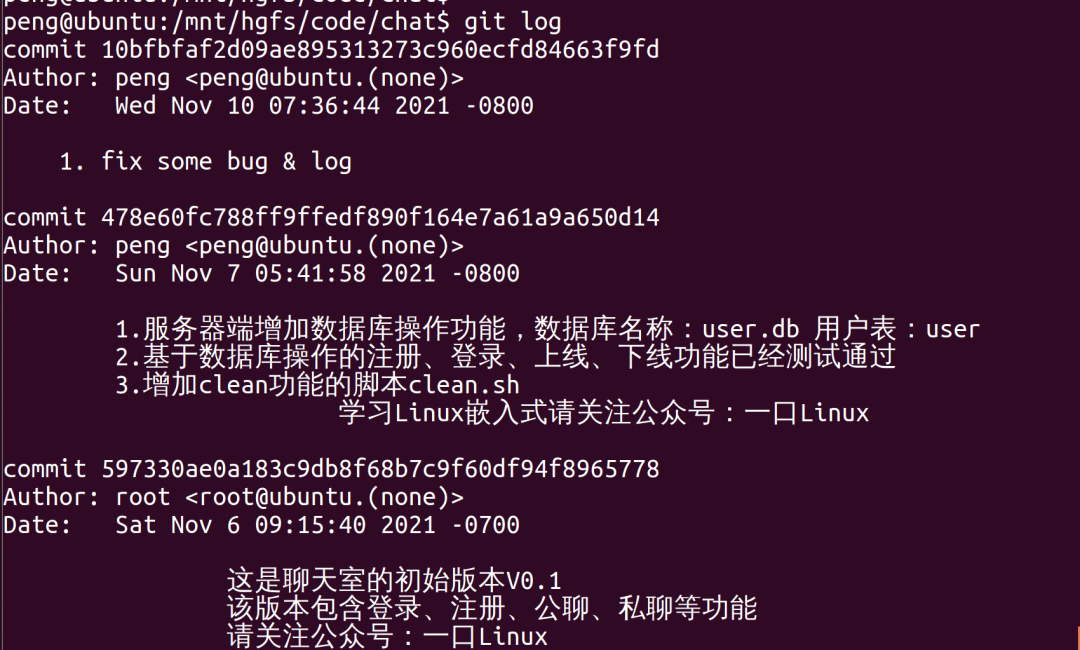 peng@ubuntu:/mnt/hgfs/code/chat$
peng@ubuntu:/mnt/hgfs/code/chat$ git log
commit 10bfbfaf2d09ae895313273c960ecfd84663f9fd
Author: peng <peng@ubuntu.(none)>
Date:   Wed Nov 10 07:36:44 2021 -0800
1. fix some bug & log
commit 478e60fc788ff9ffedf890f164e7a61a9a650d14
Author: peng <peng@ubuntu.(none)>
Date:   Sun Nov 7 05:41:58 2021 -0800
1.服务器端增加数据库操作功能，数据库名称：user.db 用户表：user
2.基于数据库操作的注册、登录、上线、下线功能已经测试通过
3.增加clean功能的脚本clean.sh
学习Linux嵌入式请关注公众号：一口Linux
commit 597330ae0a183c9db8f68b7c9f60df94f8965778
Author: root <root@ubuntu.(none)>
Date:   Sat Nov 6 09:15:40 2021 -0700
这是聊天室的初始版本V0.1
该版本包含登录、注册、公聊、私聊等功能
请关注公众号：一口Linux